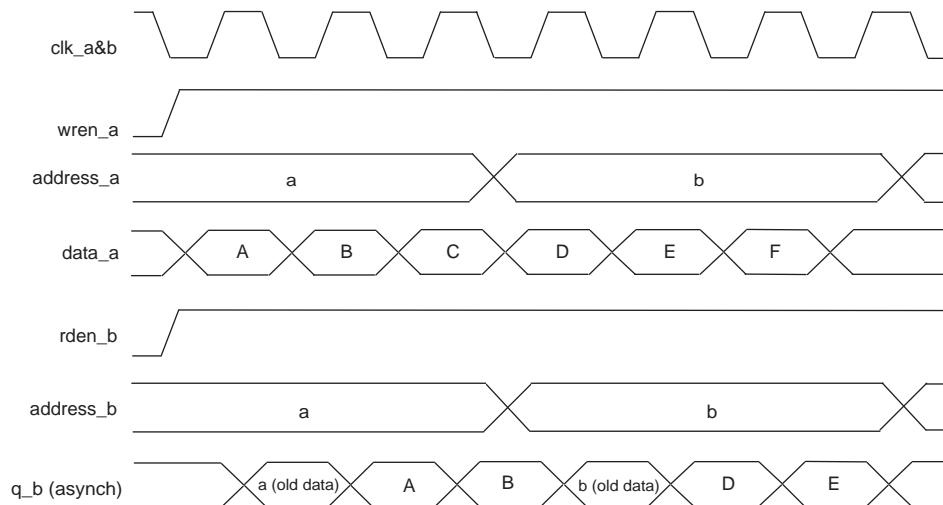 clk_a&b
wren_a
address_a a b
data_a A B C D E F
rden_b
address_b a b
q_b (asynch) a (old data) A B b (old data) D E